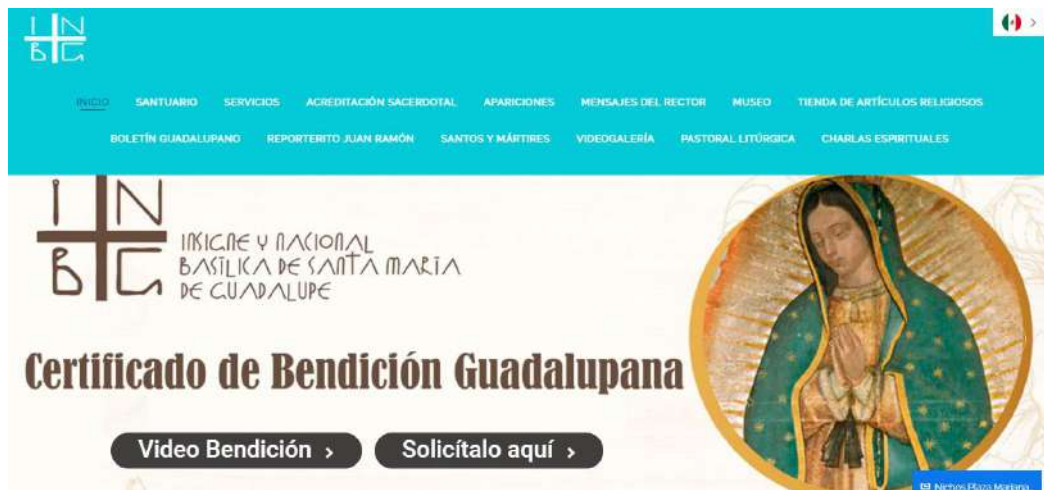 I N
B G
INICIO SANTUARIO SERVICIOS ACREDITACIÓN SACERDOTAL APARICIONES MENSAJES DEL RECTOR MUSEO TIENDA DE ARTÍCULOS RELIGIOSOS
BOLETÍN GUADALUPANO REPORTERITO JUAN RAMÓN SANTOS Y MÁRTIRES VIDEOGALERÍA PASTORAL LITÚRGICA CHARLAS ESPIRITUALES
I N
B G
INSIGNE Y NACIONAL
BASÍLICA DE SANTA MARÍA
DE GUADALUPE
Certificado de Bendición Guadalupana
Video Bendición ›
Solicítalo aquí ›
Nichos Plaza Mariana